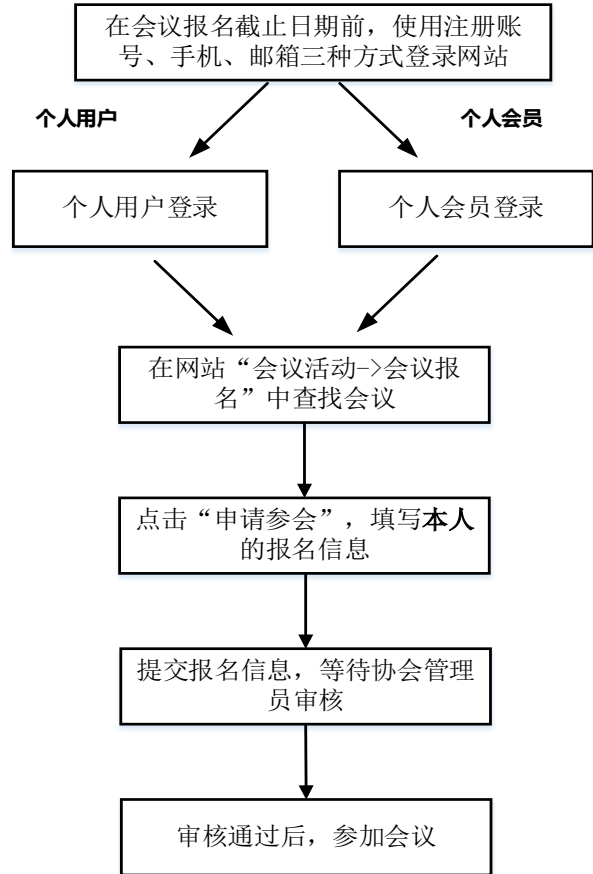 在会议报名截止日期前，使用注册账
号、手机、邮箱三种方式登录网站
个人用户
个人会员
个人用户登录
个人会员登录
在网站“会议活动->会议报
名”中查找会议
点击“申请参会”，填写本人
的报名信息
提交报名信息，等待协会管理
员审核
审核通过后，参加会议